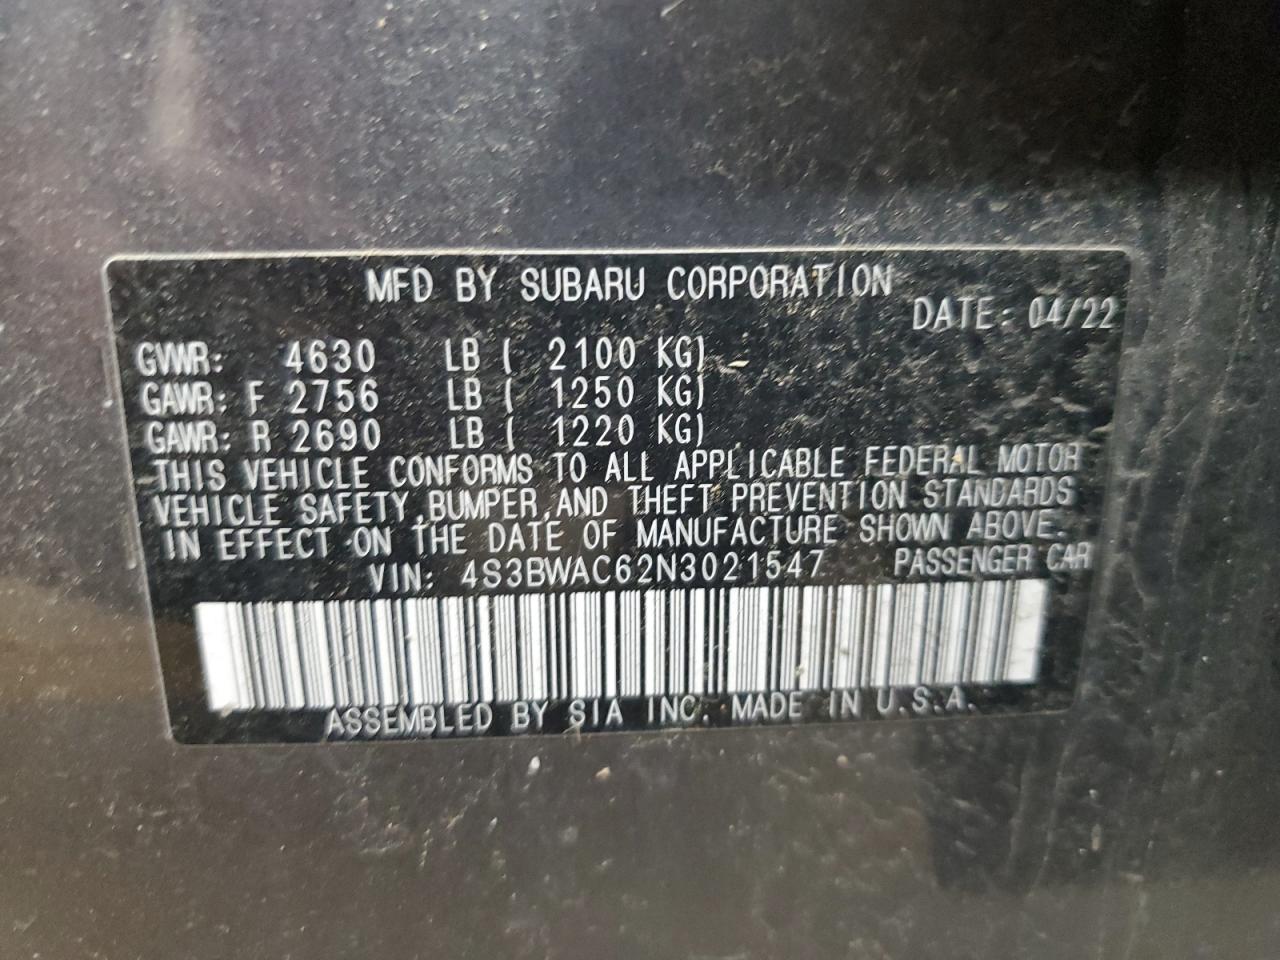 MFD BY SUBARU CORPORATION
DATE: 04/22
GVWR: 4630 LB ( 2100 KG)
GAWR: F 2756 LB ( 1250 KG)
GAWR: R 2690 LB ( 1220 KG)
THIS VEHICLE CONFORMS TO ALL APPLICABLE FEDERAL MOTOR
VEHICLE SAFETY,BUMPER,AND THEFT PREVENTION STANDARDS
IN EFFECT ON THE DATE OF MANUFACTURE SHOWN ABOVE.
VIN: 4S3BWAC62N3021547 PASSENGER CAR
ASSEMBLED BY SIA INC. MADE IN U.S.A.